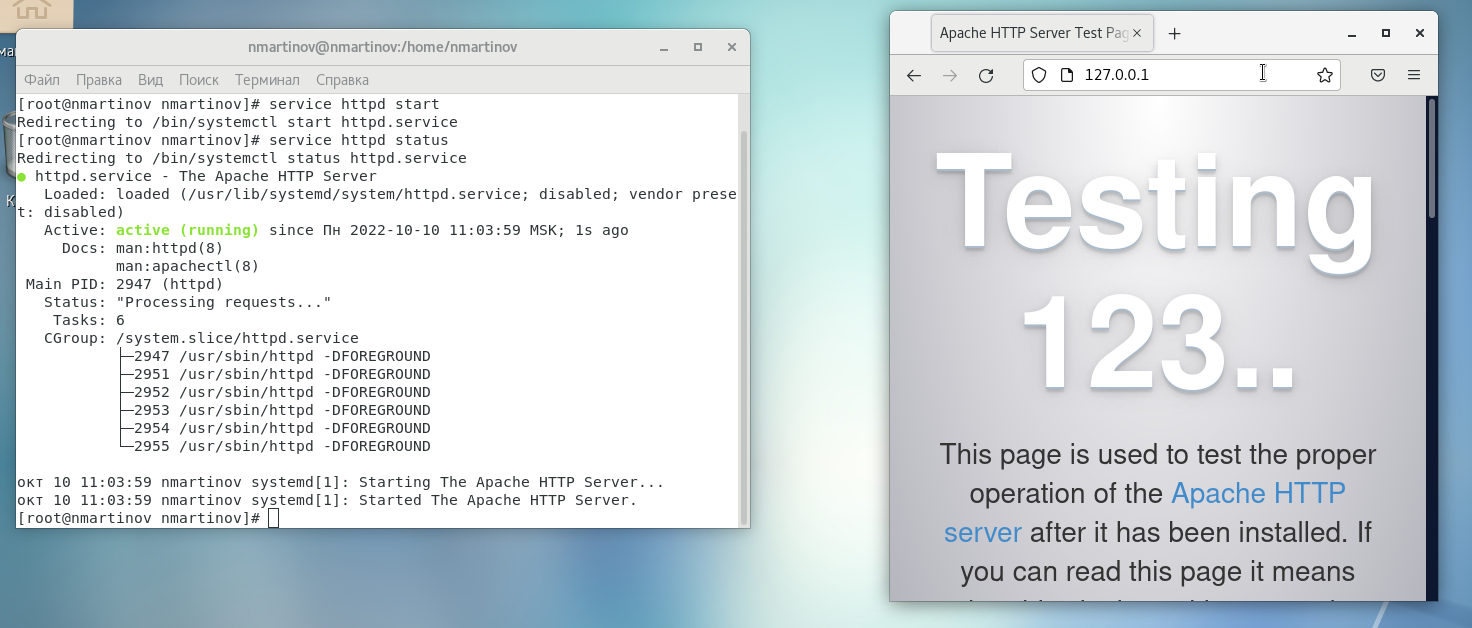 nmartinov@nmartinov:/home/nmartinov
Файл Правка Вид Поиск Терминал Справка
[root@nmartinov nmartinov]# service httpd start
Redirecting to /bin/systemctl start httpd.service
[root@nmartinov nmartinov]# service httpd status
Redirecting to /bin/systemctl status httpd.service
● httpd.service - The Apache HTTP Server
Loaded: loaded (/usr/lib/systemd/system/httpd.service; disabled; vendor prese
t: disabled)
Active: active (running) since Пн 2022-10-10 11:03:59 MSK; 1s ago
Docs: man:httpd(8)
man:apachectl(8)
Main PID: 2947 (httpd)
Status: "Processing requests..."
Tasks: 6
CGroup: /system.slice/httpd.service
├─2947 /usr/sbin/httpd -DFOREGROUND
├─2951 /usr/sbin/httpd -DFOREGROUND
├─2952 /usr/sbin/httpd -DFOREGROUND
├─2953 /usr/sbin/httpd -DFOREGROUND
├─2954 /usr/sbin/httpd -DFOREGROUND
└─2955 /usr/sbin/httpd -DFOREGROUND
окт 10 11:03:59 nmartinov systemd[1]: Starting The Apache HTTP Server...
окт 10 11:03:59 nmartinov systemd[1]: Started The Apache HTTP Server.
[root@nmartinov nmartinov]#
Apache HTTP Server Test Pag
127.0.0.1
Testing
123..
This page is used to test the proper
operation of the Apache HTTP
server after it has been installed. If
you can read this page it means